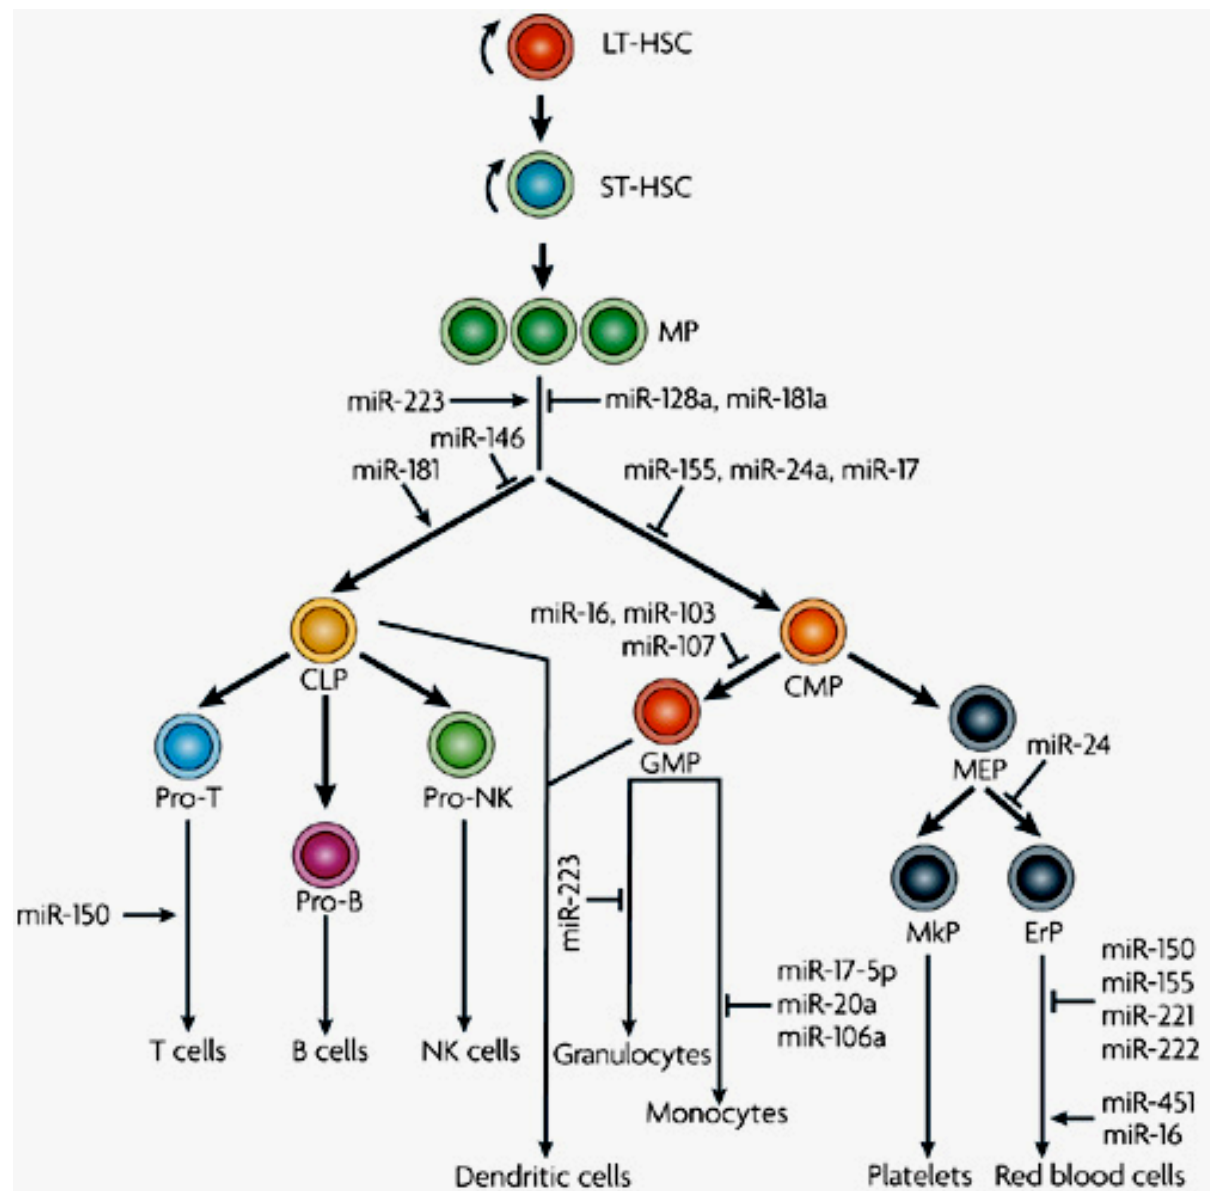 LT-HSC
ST-HSC
MP
miR-223
miR-128a, miR-181a
miR-146
miR-181
miR-155, miR-24a, miR-17
miR-16, miR-103
miR-107
CLP
CMP
GMP
MEP
miR-24
Pro-T
Pro-NK
Pro-B
miR-150
miR-223
MkP
ErP
miR-150
miR-155
miR-221
miR-222
miR-17-5p
miR-20a
miR-106a
T cells
B cells
NK cells
Granulocytes
Monocytes
miR-451
miR-16
Dendritic cells
Platelets
Red blood cells